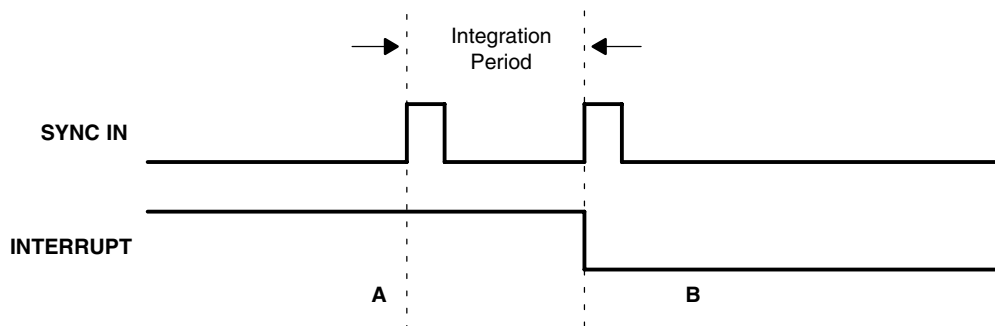 Integration
Period
SYNC IN
INTERRUPT
A
B